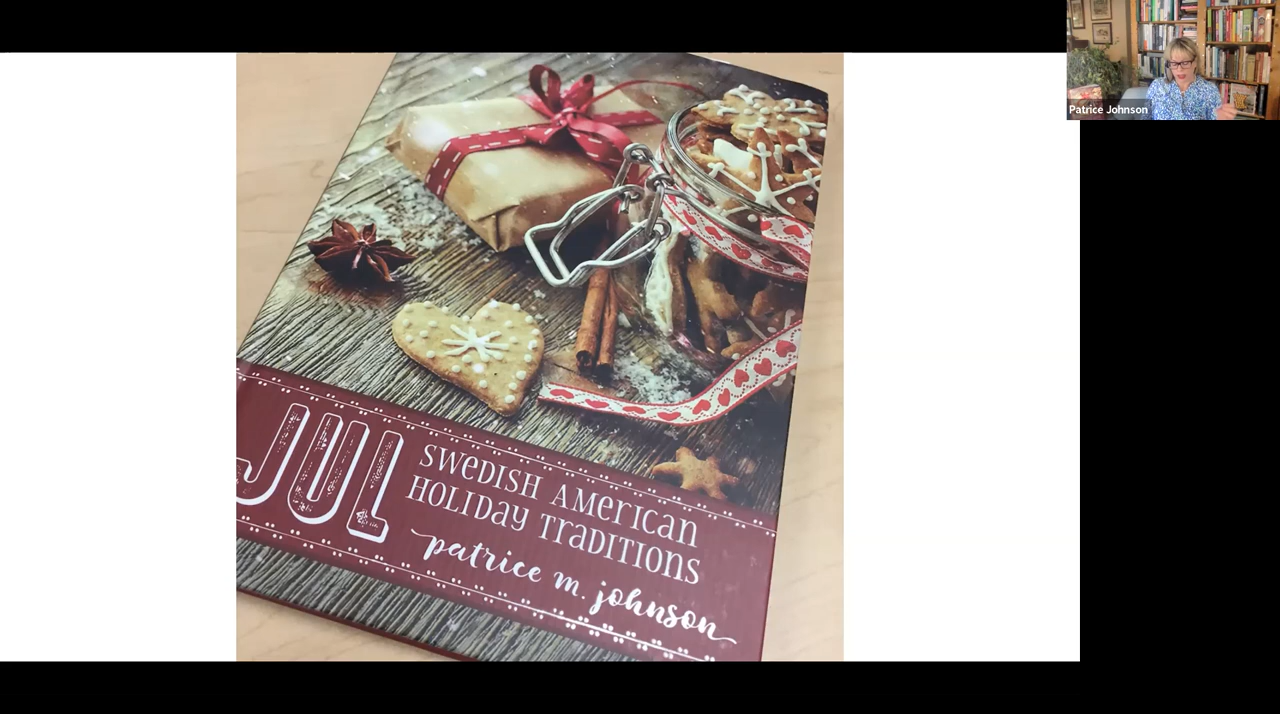 Patrice Johnson
JUL
SWEDISH AMERICAN
HOLIDAY TRADITIONS
patrice m. johnson